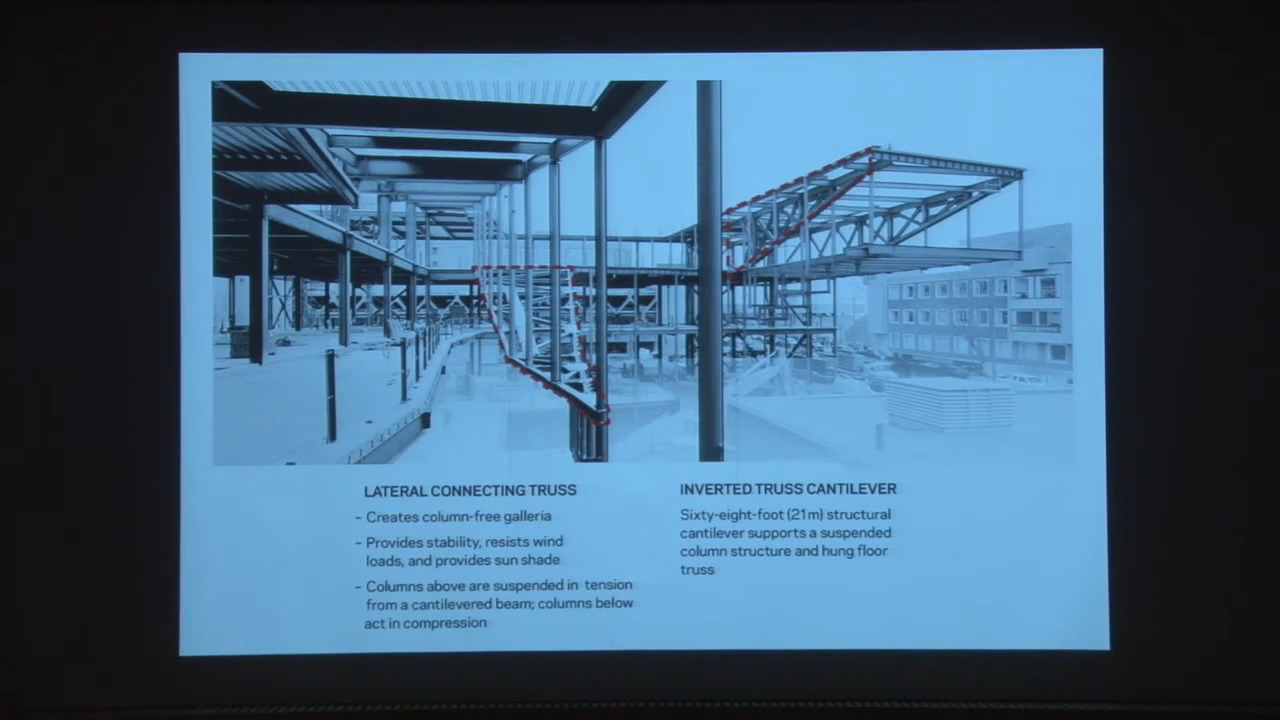 LATERAL CONNECTING TRUSS
– Creates column-free galleria
– Provides stability, resists wind
loads, and provides sun shade
– Columns above are suspended in tension
from a cantilevered beam; columns below
act in compression
INVERTED TRUSS CANTILEVER
Sixty-eight-foot (21m) structural
cantilever supports a suspended
column structure and hung floor
truss